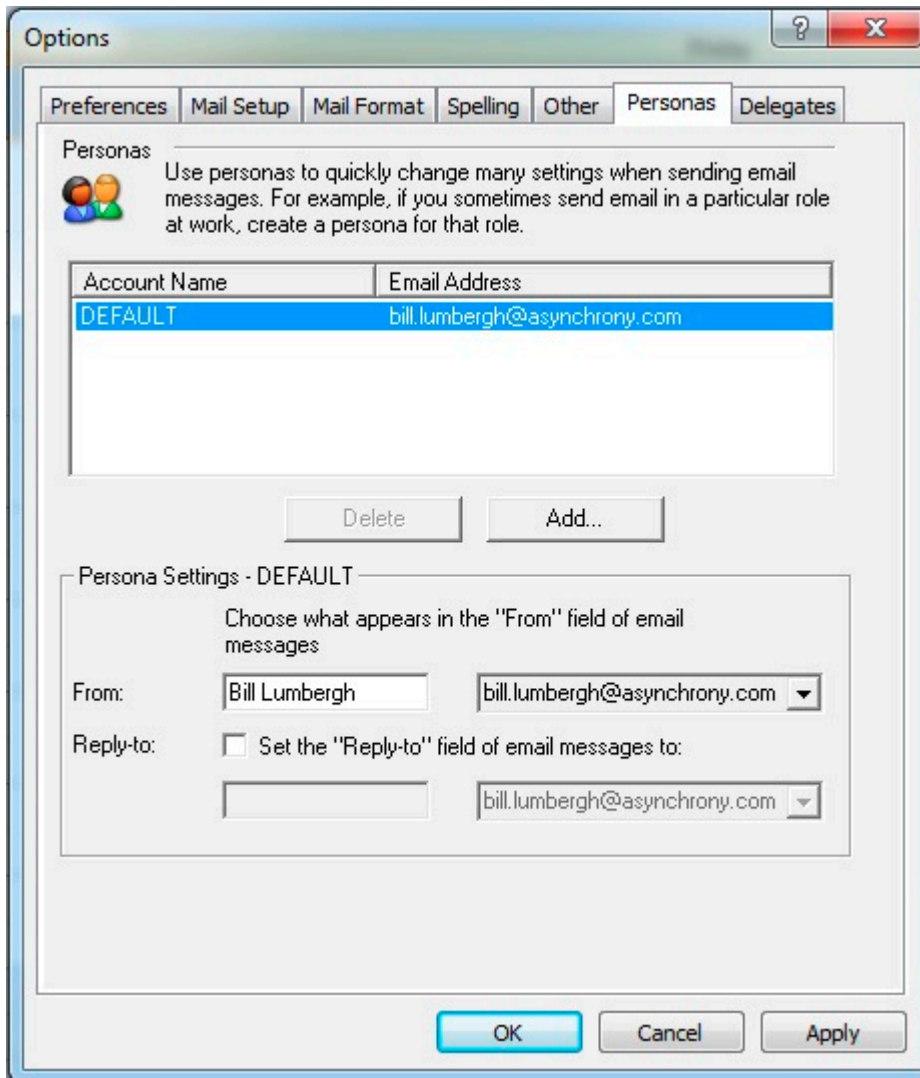 Options
Preferences Mail Setup Mail Format Spelling Other Personas Delegates
Personas
Use personas to quickly change many settings when sending email
messages. For example, if you sometimes send email in a particular role
at work, create a persona for that role.
Account Name Email Address
DEFAULT bill.lumbergh@asynchrony.com
Delete Add...
Persona Settings - DEFAULT
Choose what appears in the "From" field of email
messages
From: Bill Lumbergh bill.lumbergh@asynchrony.com
Reply-to: Set the "Reply-to" field of email messages to:
bill.lumbergh@asynchrony.com
OK Cancel Apply